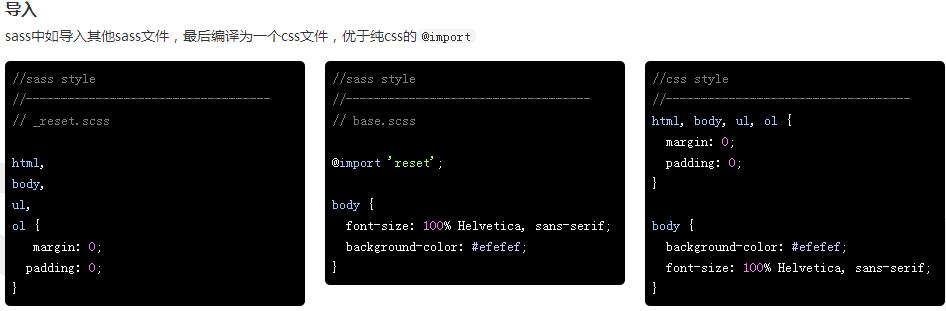 导入
sass中如导入其他sass文件，最后编译为一个css文件，优于纯css的 @import
//sass style
//-----------------------------------
// _reset.scss
html,
body,
ul,
ol {
   margin: 0;
  padding: 0;
}
//sass style
//-----------------------------------
// base.scss
@import 'reset';
body {
  font-size: 100% Helvetica, sans-serif;
  background-color: #efefef;
}
//css style
//-----------------------------------
html, body, ul, ol {
  margin: 0;
  padding: 0;
}
body {
  background-color: #efefef;
  font-size: 100% Helvetica, sans-serif;
}